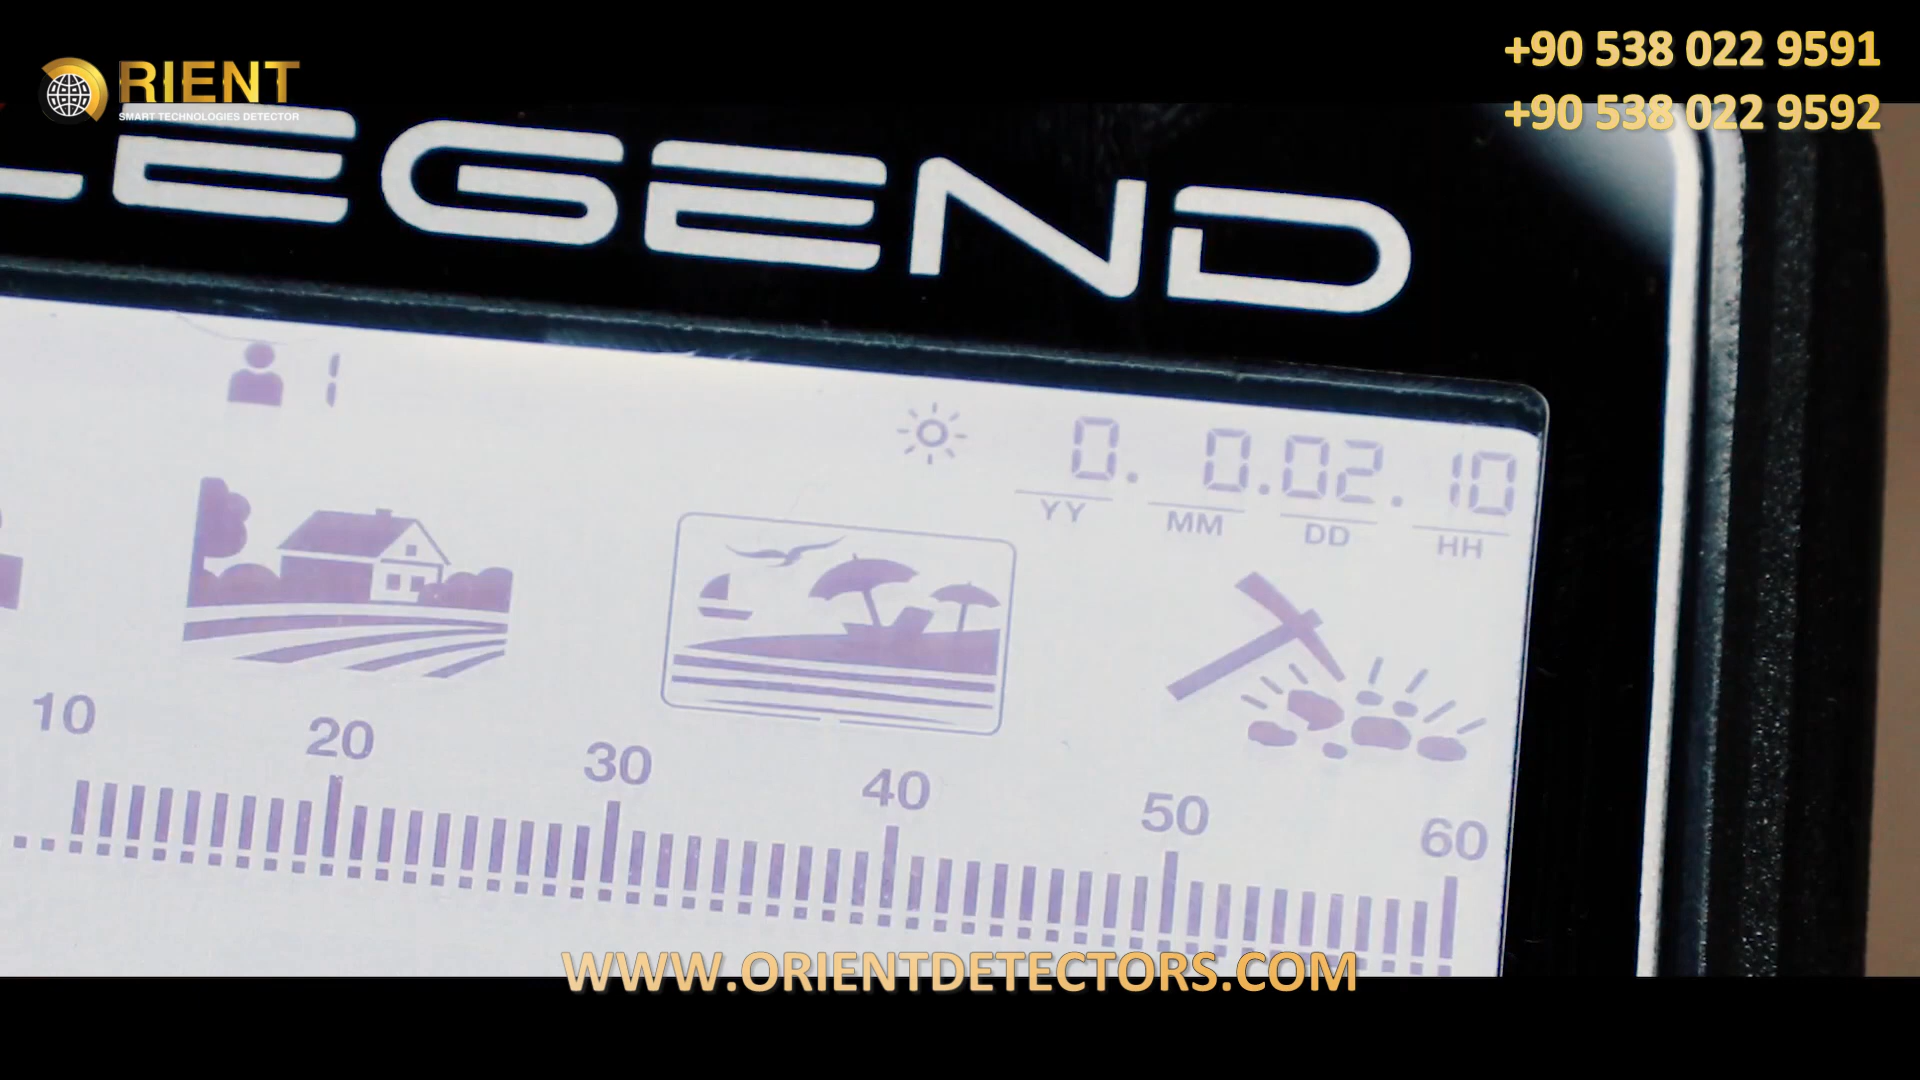 ORIENT
SMART TECHNOLOGIES DETECTOR
+90 538 022 9591
+90 538 022 9592
LEGEND
1
0. 0.02. 10
YY MM DD HH
10 20 30 40 50 60
WWW.ORIENTDETECTORS.COM